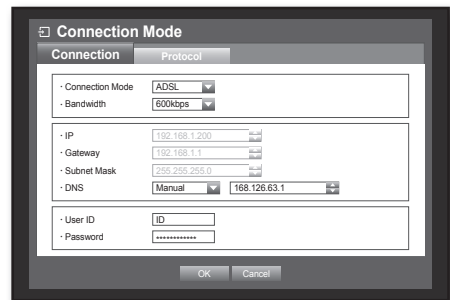 Connection Mode
Connection Protocol
· Connection Mode ADSL
· Bandwidth 600kbps
· IP 192.168.1.200
· Gateway 192.168.1.1
· Subnet Mask 255.255.255.0
· DNS Manual 168.126.63.1
· User ID ID
· Password ************
OK Cancel